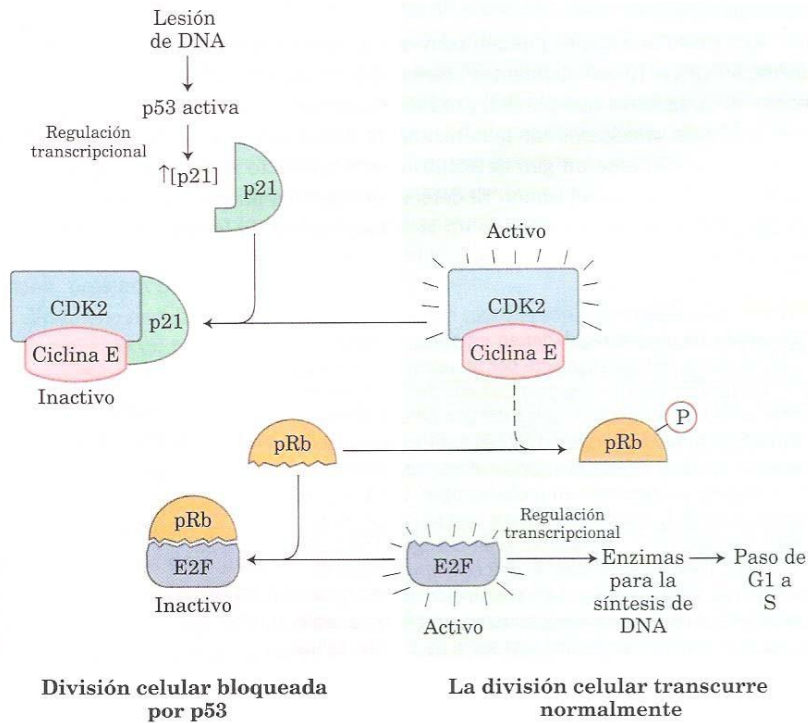 Lesión
de DNA
p53 activa
Regulación
transcripcional
↑[p21]
p21
Activo
CDK2
p21
Ciclina E
Inactivo
CDK2
Ciclina E
pRb
pRb
P
pRb
E2F
Inactivo
E2F
Activo
Regulación
transcripcional
Enzimas
para la
síntesis de
DNA
Paso de
G1 a
S
División celular bloqueada
por p53
La división celular transcurre
normalmente